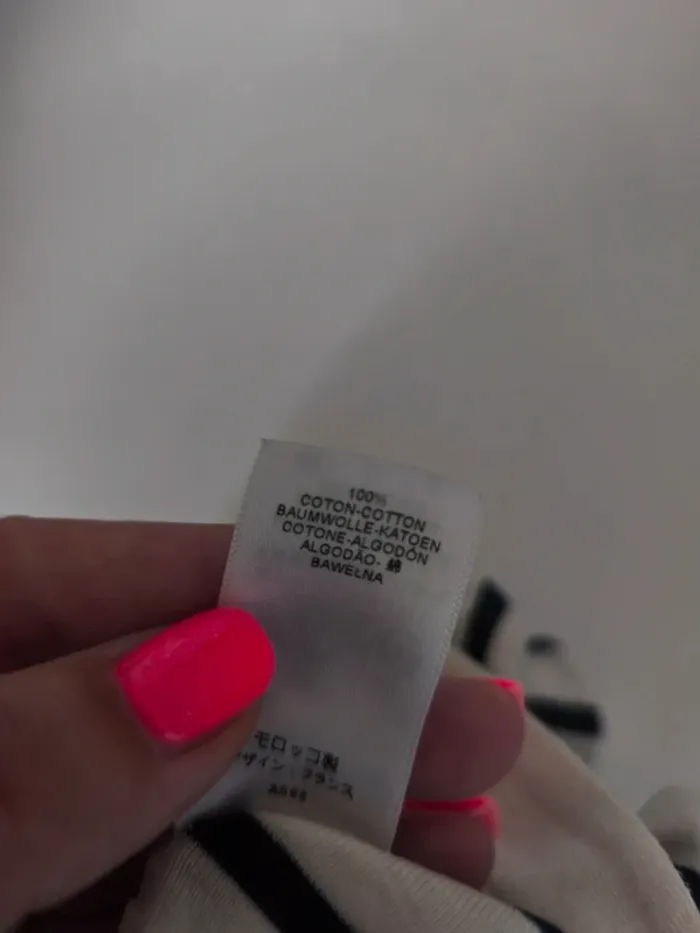 100%
COTON-COTTON
BAUMWOLLE-KATOEN
COTONE-ALGODÓN
ALGODÃO- 綿
BAWEŁNA
モロッコ製
ザイン：フランス